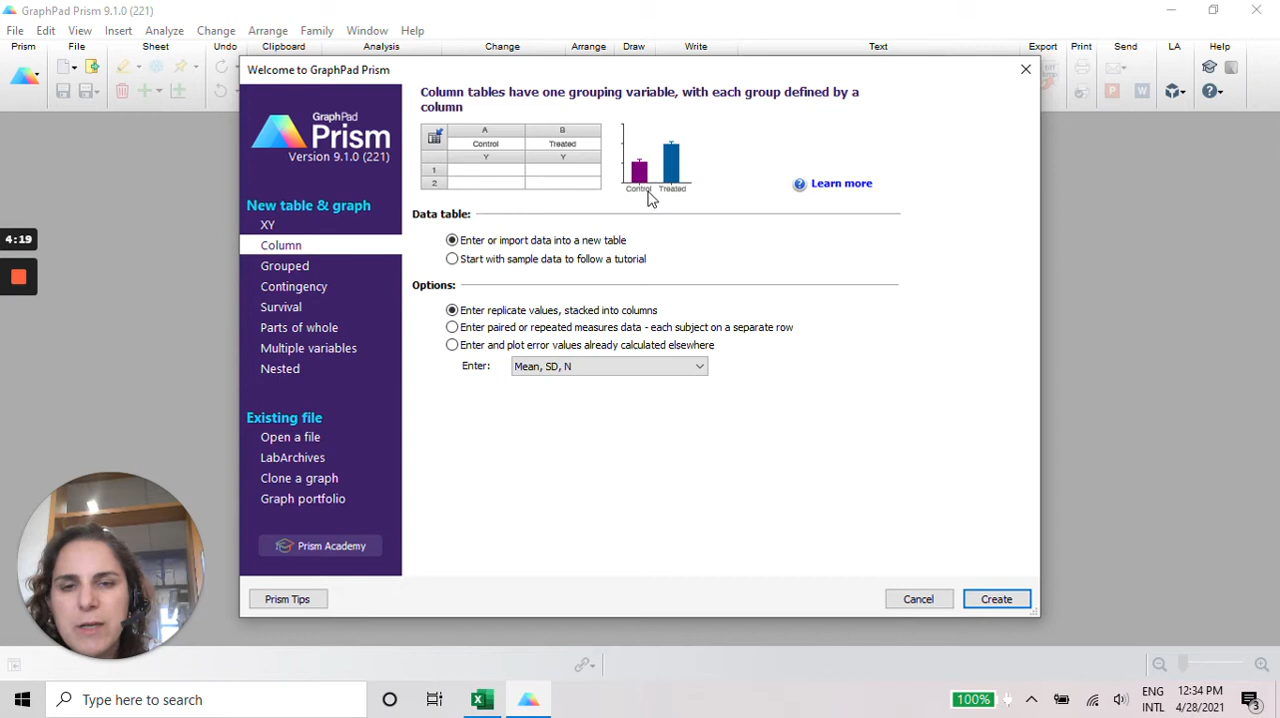 GraphPad Prism 9.1.0 (221)
File Edit View Insert Analyze Change Arrange Family Window Help
Prism File Sheet Undo Clipboard Analysis Change Arrange Draw Write Text Export Print Send LA Help
Welcome to GraphPad Prism
GraphPad
Prism
Version 9.1.0 (221)
New table & graph
XY
Column
Grouped
Contingency
Survival
Parts of whole
Multiple variables
Nested
Existing file
Open a file
LabArchives
Clone a graph
Graph portfolio
Prism Academy
Column tables have one grouping variable, with each group defined by a
column
A B
Control Treated
Y Y
1
2
Control Treated
Learn more
Data table:
Enter or import data into a new table
Start with sample data to follow a tutorial
Options:
Enter replicate values, stacked into columns
Enter paired or repeated measures data - each subject on a separate row
Enter and plot error values already calculated elsewhere
Enter: Mean, SD, N
Prism Tips Cancel Create
4:19
Type here to search
100%
ENG
INTL
12:34 PM
4/28/2021
3